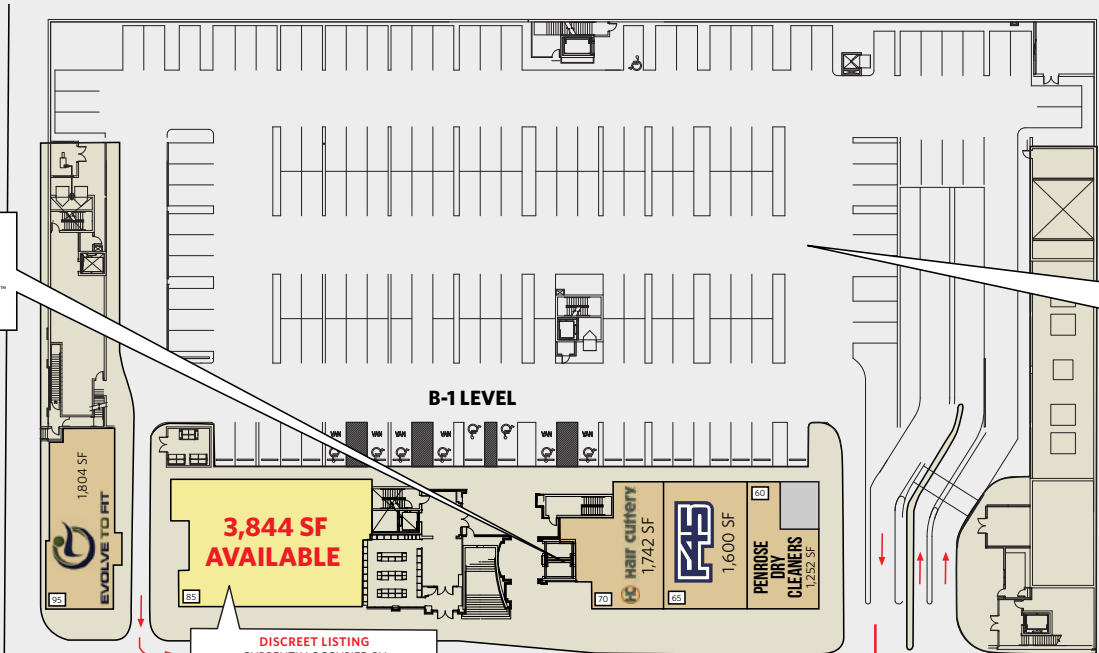 ™
B-1 LEVEL
VAN
VAN
VAN
VAN
VAN
VAN
1,804 SF
EVOLVE TO FIT
95
3,844 SF
AVAILABLE
85
Hair cuttery
1,742 SF
70
F45
1,600 SF
65
60
PENROSE
DRY
CLEANERS
1,252 SF
DISCREET LISTING